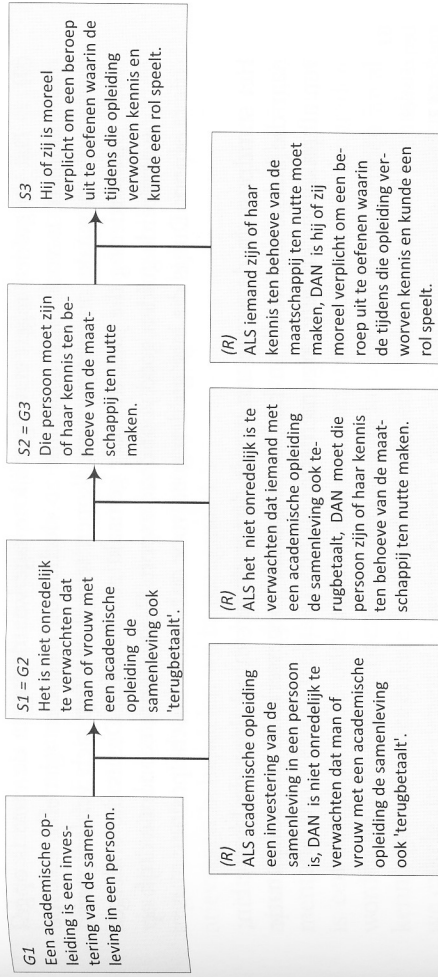 G1
Een academische op-
leiding is een inves-
tering van de samen-
leving in een persoon.
S1 = G2
Het is niet onredelijk
te verwachten dat
man of vrouw met
een academische
opleiding de
samenleving ook
'terugbetaalt'.
S2 = G3
Die persoon moet zijn
of haar kennis ten be-
hoeve van de maat-
schappij ten nutte
maken.
S3
Hij of zij is moreel
verplicht om een beroep
uit te oefenen waarin de
tijdens die opleiding
verworven kennis en
kunde een rol speelt.
(R)
ALS academische opleiding
een investering van de
samenleving in een persoon
is, DAN is niet onredelijk te
verwachten dat man of
vrouw met een academische
opleiding de samenleving
ook 'terugbetaalt'.
(R)
ALS het niet onredelijk is te
verwachten dat iemand met
een academische opleiding
de samenleving ook te-
rugbetaalt, DAN moet die
persoon zijn of haar kennis
ten behoeve van de maat-
schappij ten nutte maken.
(R)
ALS iemand zijn of haar
kennis ten behoeve van de
maatschappij ten nutte moet
maken, DAN is hij of zij
moreel verplicht om een be-
roep uit te oefenen waarin
de tijdens die opleiding ver-
worven kennis en kunde een
rol speelt.